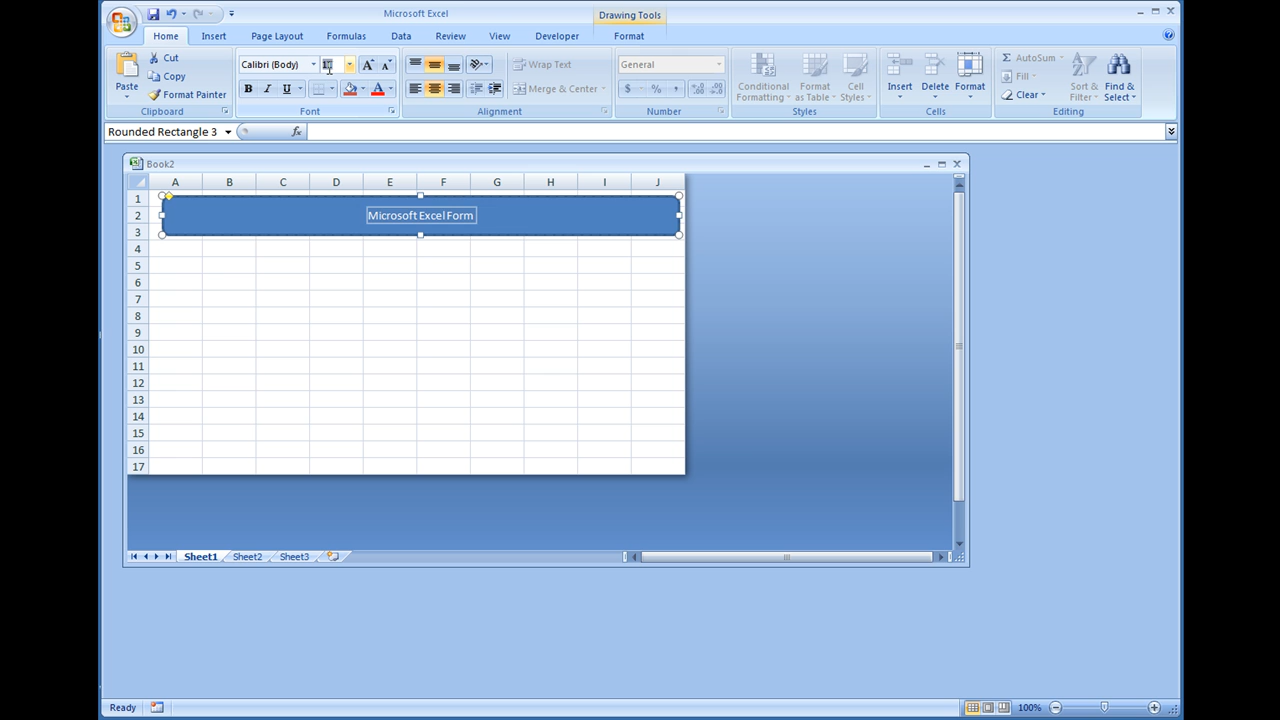 Microsoft Excel
Drawing Tools
Home Insert Page Layout Formulas Data Review View Developer Format
Paste
Cut
Copy
Format Painter
Clipboard
Calibri (Body)
B I U
A A
A
Font
Wrap Text
Merge & Center
Alignment
General
$ % ,
Number
Conditional Formatting
Format as Table
Cell Styles
Styles
Insert
Delete
Format
Cells
AutoSum
Fill
Clear
Sort & Filter
Find & Select
Editing
Rounded Rectangle 3
fx
Book2
A B C D E F G H I J
1
2
3
Microsoft Excel Form
4
5
6
7
8
9
10
11
12
13
14
15
16
17
Sheet1 Sheet2 Sheet3
Ready
100%